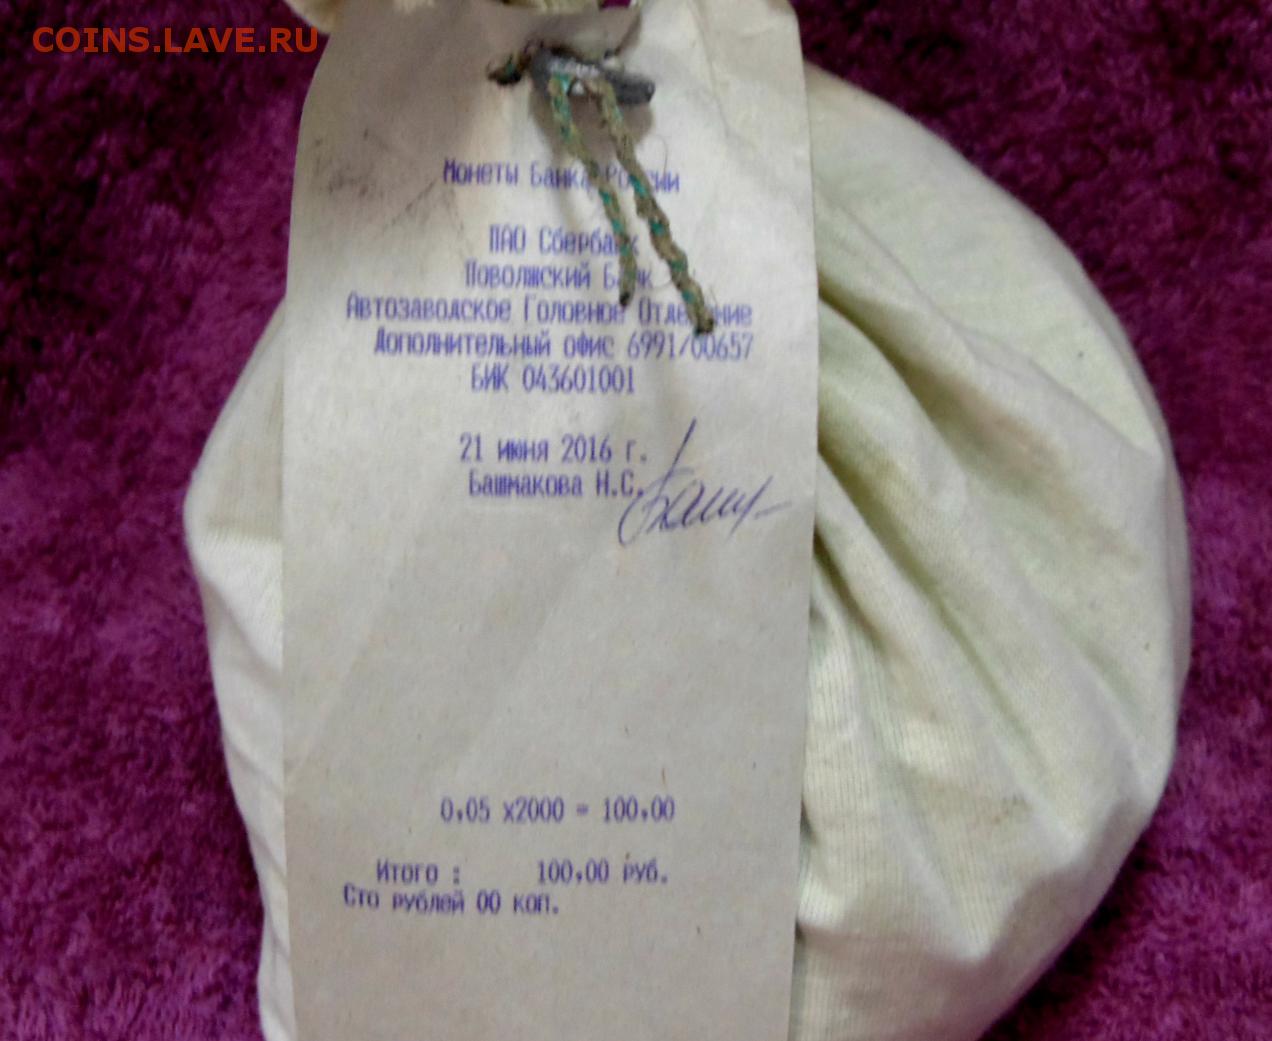 COINS.LAVE.RU
Монеты Банка России
ПАО Сбербанк
Поволжский Банк
Автозаводское Головное Отделение
Дополнительный офис 6991/00657
БИК 043601001
21 июня 2016 г.
Башмакова Н.С.
0,05 x2000 = 100,00
Итого : 100,00 руб.
Сто рублей 00 коп.